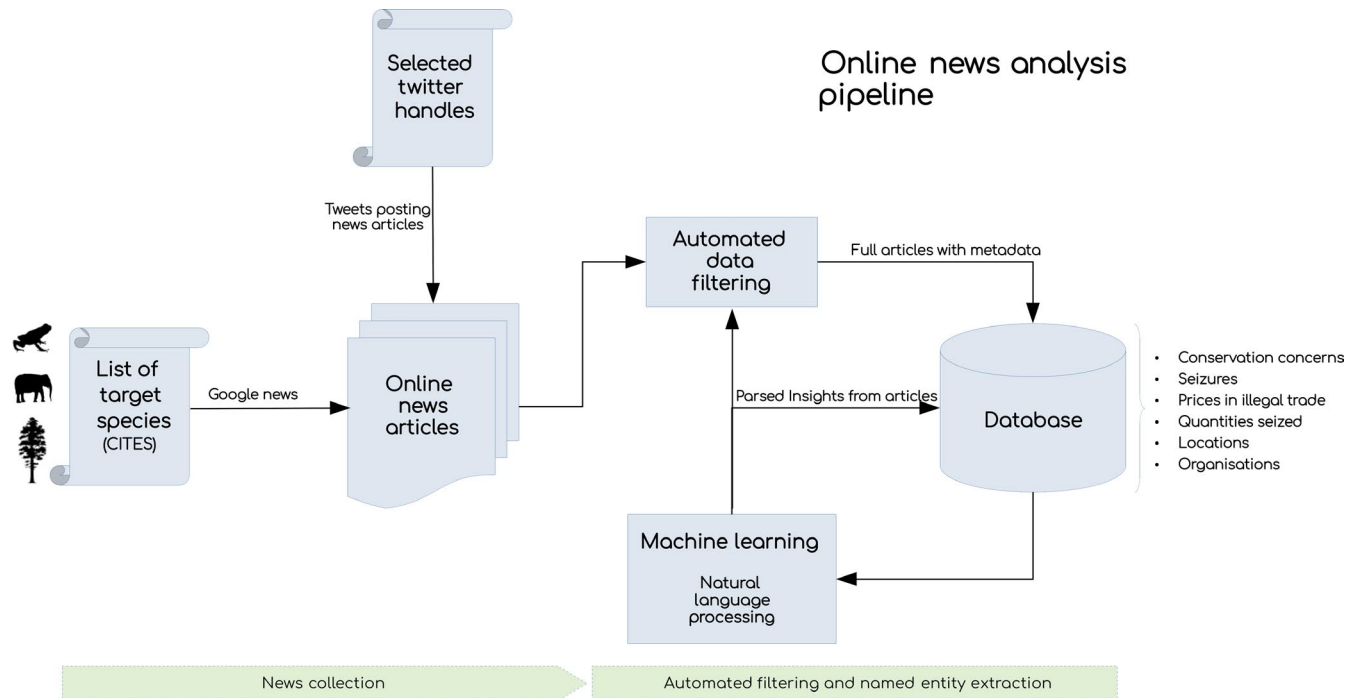 Selected
twitter
handles
Online news analysis
pipeline
Tweets posting
news articles
Automated
data
filtering
Full articles with metadata
List of
target
species
(CITES)
Google news
Online
news
articles
Parsed Insights from articles
Database
• Conservation concerns
• Seizures
• Prices in illegal trade
• Quantities seized
• Locations
• Organisations
Machine learning
Natural
language
processing
News collection
Automated filtering and named entity extraction